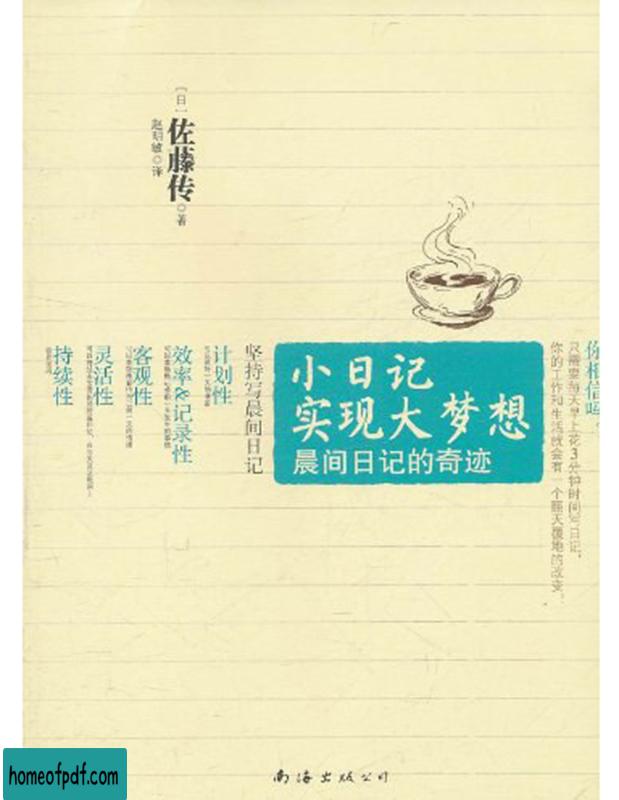 〔日〕佐藤传◎著
赵明敏◎译
你相信吗？
只需要每天早上花3分钟时间写日记，
你的工作和生活就会有一个翻天覆地的改变。
小日记
实现大梦想
晨间日记的奇迹
坚持写晨间日记
计划性
效率&记录性
客观性
灵活性
持续性
南海出版公司
homeofpdf.com